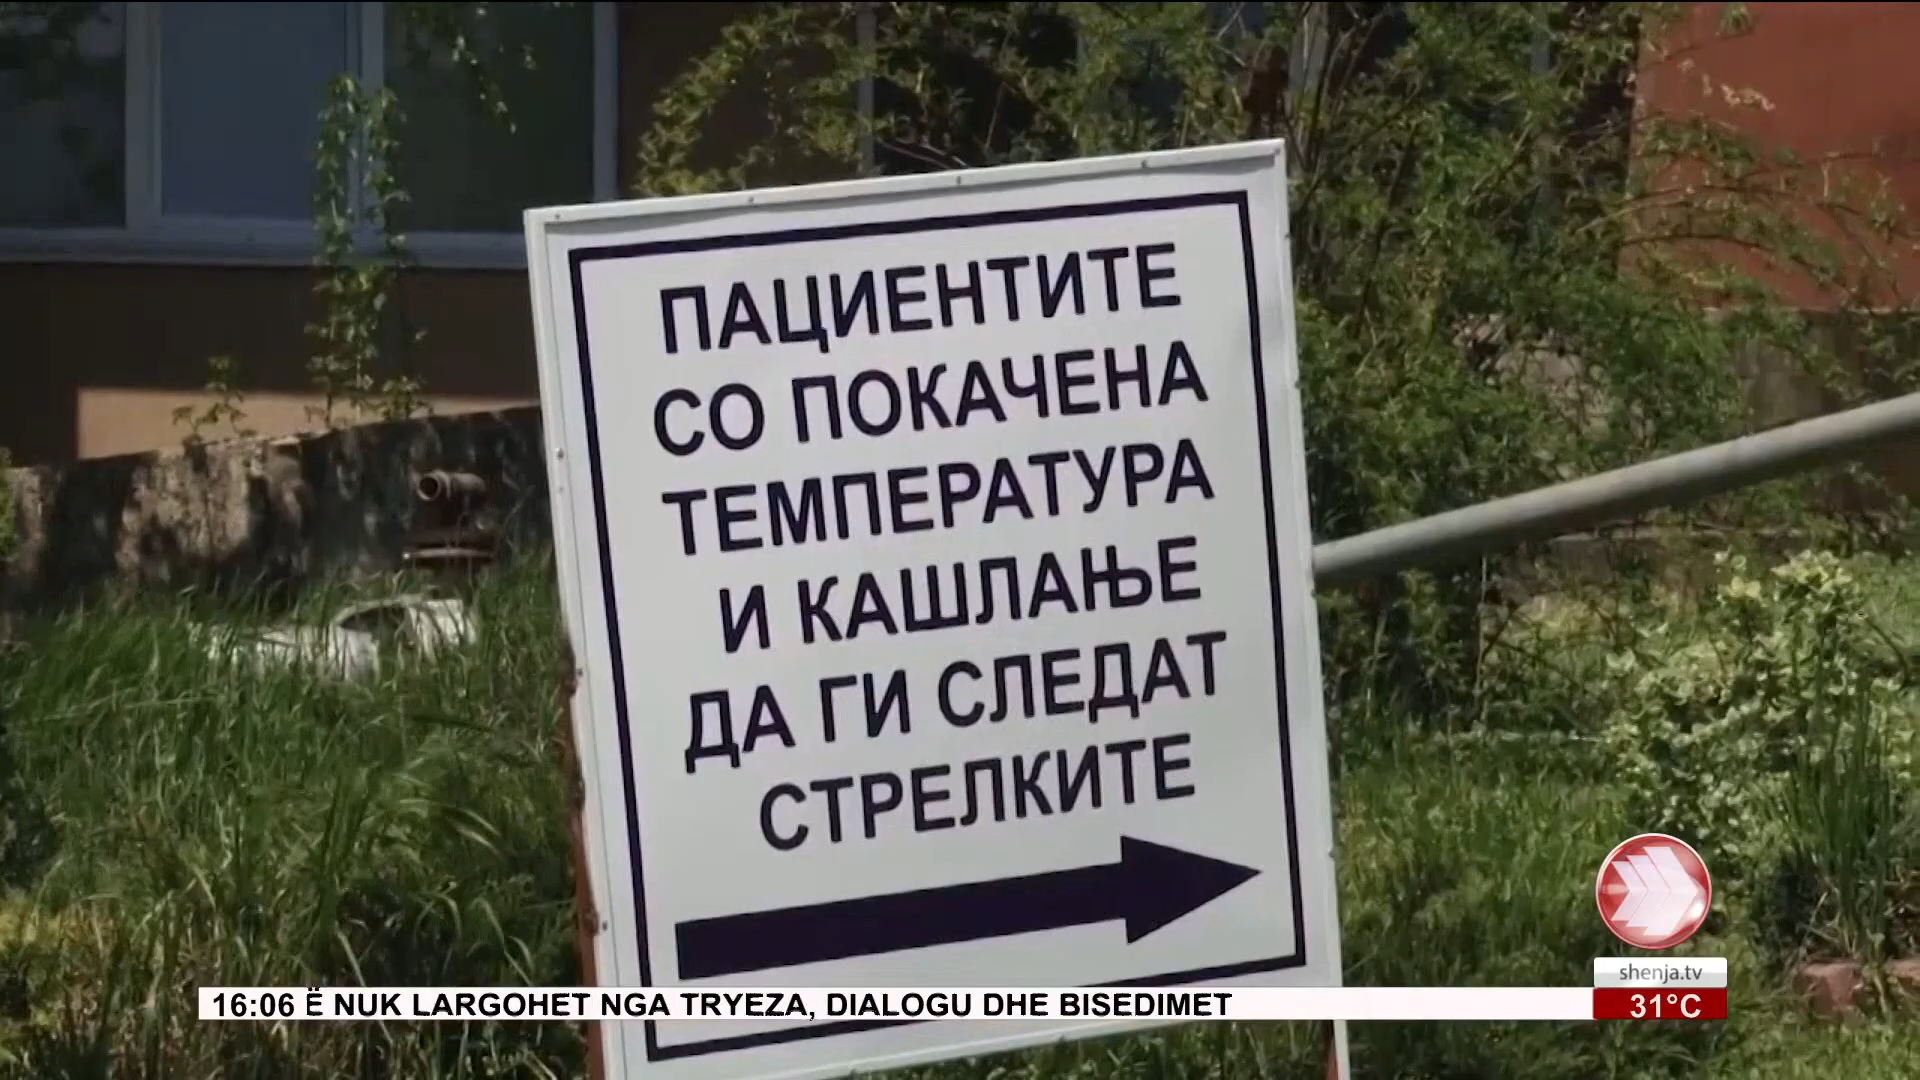 ПАЦИЕНТИТЕ
СО ПОКАЧЕНА
ТЕМПЕРАТУРА
И КАШЛАЊЕ
ДА ГИ СЛЕДАТ
СТРЕЛКИТЕ
shenja.tv
16:06 Ë NUK LARGOHET NGA TRYEZA, DIALOGU DHE BISEDIMET
31°C